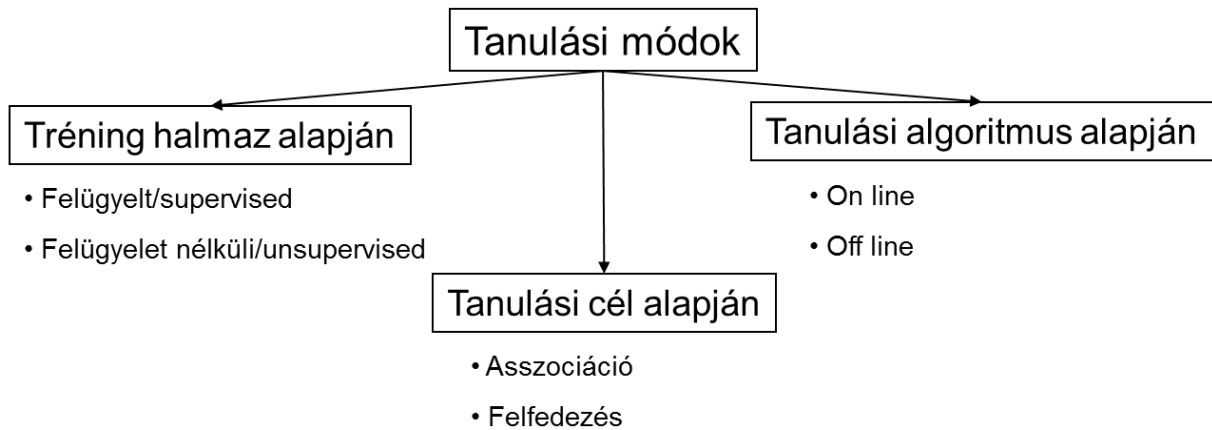 Tanulási módok
Tréning halmaz alapján
• Felügyelt/supervised
• Felügyelet nélküli/unsupervised
Tanulási cél alapján
• Asszociáció
• Felfedezés
Tanulási algoritmus alapján
• On line
• Off line